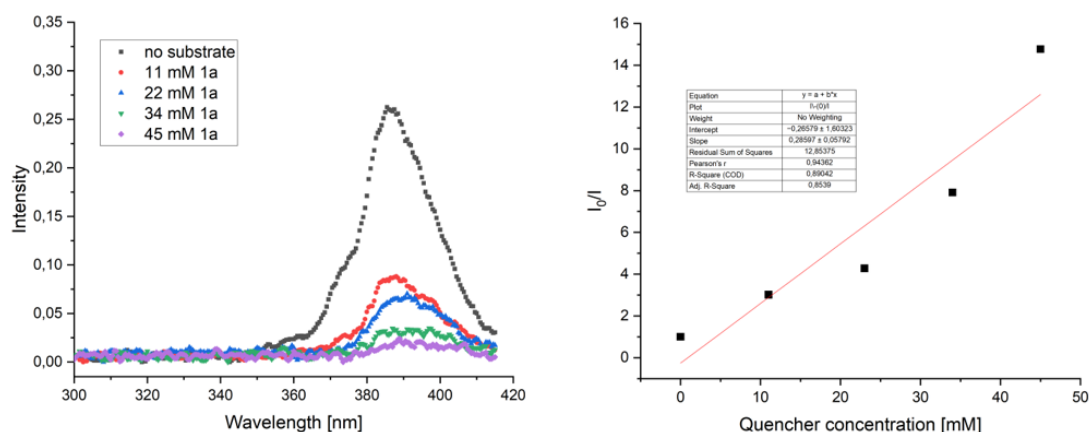 0,35
0,30
0,25
0,20
0,15
0,10
0,05
0,00
Intensity
no substrate
11 mM 1a
22 mM 1a
34 mM 1a
45 mM 1a
300 320 340 360 380 400 420
Wavelength [nm]
16
14
12
10
8
6
4
2
0
I0/I
Equation y = a + b*x
Plot I\-(0)/I
Weight No Weighting
Intercept −0,26579 ± 1,60323
Slope 0,28597 ± 0,05792
Residual Sum of Squares 12,85375
Pearson's r 0,94362
R-Square (COD) 0,89042
Adj. R-Square 0,8539
0 10 20 30 40 50
Quencher concentration [mM]